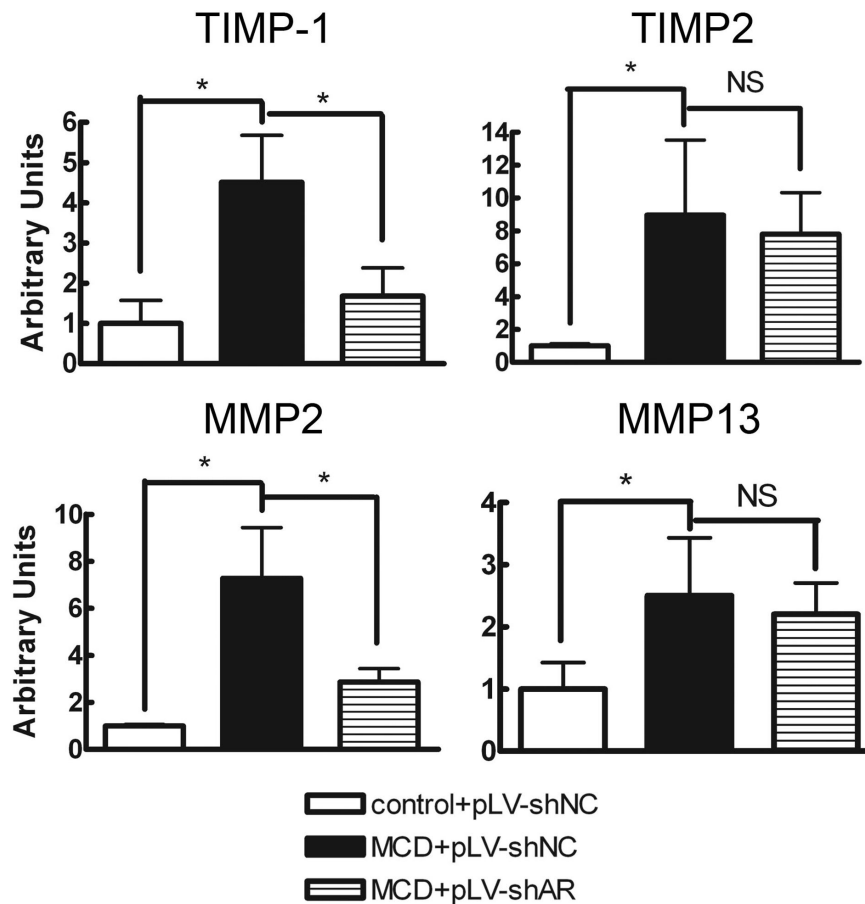 TIMP-1
TIMP2
* *
* NS
Arbitrary Units
6
5
4
3
2
1
0
14
12
10
8
6
4
2
0
MMP2
MMP13
* *
* NS
Arbitrary Units
10
8
6
4
2
0
4
3
2
1
0
control+pLV-shNC
MCD+pLV-shNC
MCD+pLV-shAR